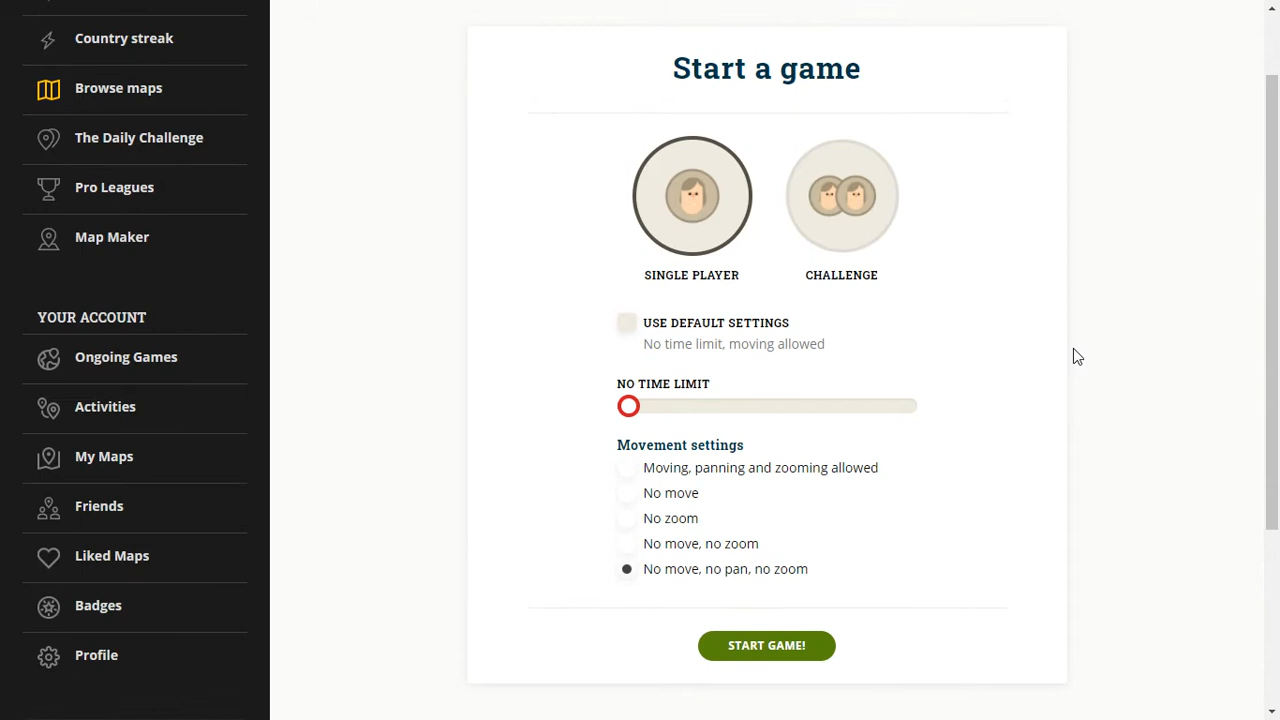 Country streak
Browse maps
The Daily Challenge
Pro Leagues
Map Maker
YOUR ACCOUNT
Ongoing Games
Activities
My Maps
Friends
Liked Maps
Badges
Profile
Start a game
SINGLE PLAYER
CHALLENGE
USE DEFAULT SETTINGS
No time limit, moving allowed
NO TIME LIMIT
Movement settings
Moving, panning and zooming allowed
No move
No zoom
No move, no zoom
No move, no pan, no zoom
START GAME!